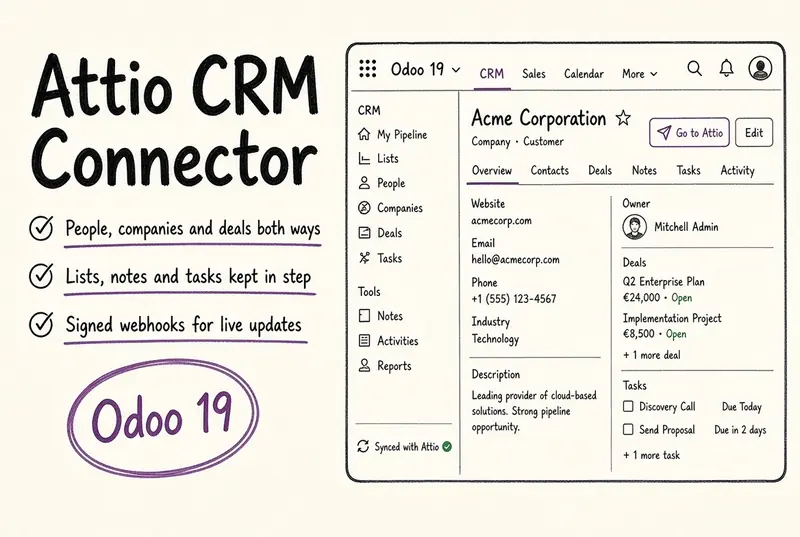 Attio CRM
Connector
People, companies and deals both ways
Lists, notes and tasks kept in step
Signed webhooks for live updates
Odoo 19
Odoo 19
CRM
Sales
Calendar
More
CRM
My Pipeline
Lists
People
Companies
Deals
Tasks
Tools
Notes
Activities
Reports
Synced with Attio
Acme Corporation
Company • Customer
Go to Attio
Edit
Overview
Contacts
Deals
Notes
Tasks
Activity
Website
acmecorp.com
Email
hello@acmecorp.com
Phone
+1 (555) 123-4567
Industry
Technology
Description
Leading provider of cloud-based
solutions. Strong pipeline
opportunity.
Owner
Mitchell Admin
Deals
Q2 Enterprise Plan
€24,000 • Open
Implementation Project
€8,500 • Open
+ 1 more deal
Tasks
Discovery Call Due Today
Send Proposal Due in 2 days
+ 1 more task